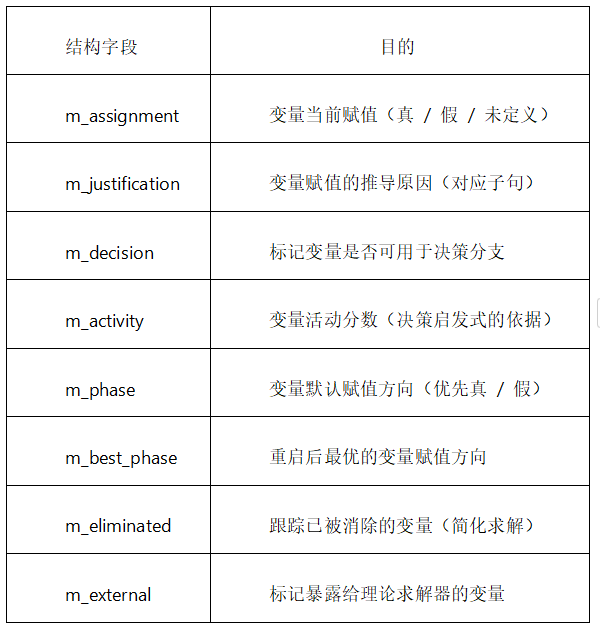 结构字段 目的
m_assignment 变量当前赋值（真 / 假 / 未定义）
m_justification 变量赋值的推导原因（对应子句）
m_decision 标记变量是否可用于决策分支
m_activity 变量活动分数（决策启发式的依据）
m_phase 变量默认赋值方向（优先真 / 假）
m_best_phase 重启后最优的变量赋值方向
m_eliminated 跟踪已被消除的变量（简化求解）
m_external 标记暴露给理论求解器的变量